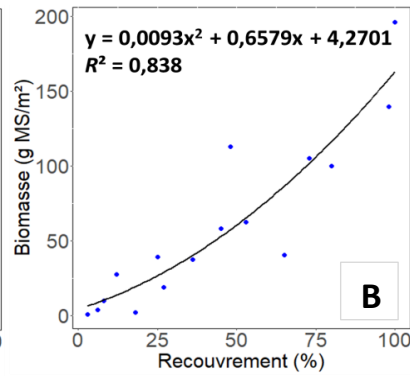 y = 0,0093x² + 0,6579x + 4,2701
R² = 0,838
200
150
100
50
0
Biomasse (g MS/m²)
B
0
25
50
75
100
Recouvrement (%)